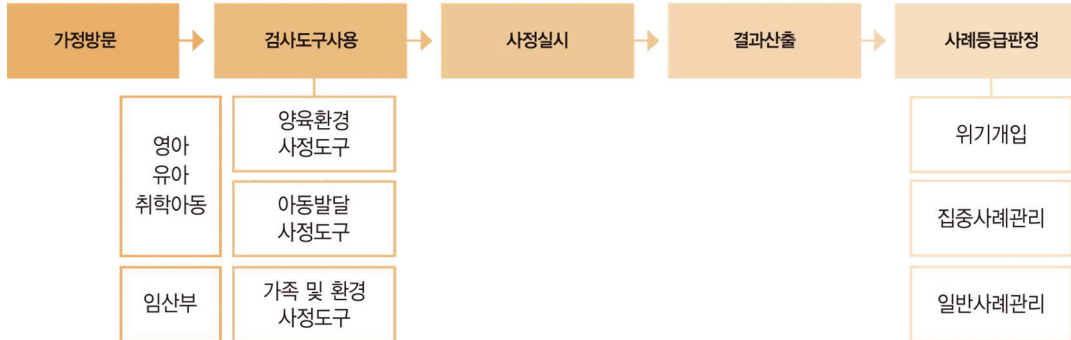 가정방문
검사도구사용
사정실시
결과산출
사례등급판정
영아
유아
취학아동
양육환경
사정도구
아동발달
사정도구
임산부
가족 및 환경
사정도구
위기개입
집중사례관리
일반사례관리